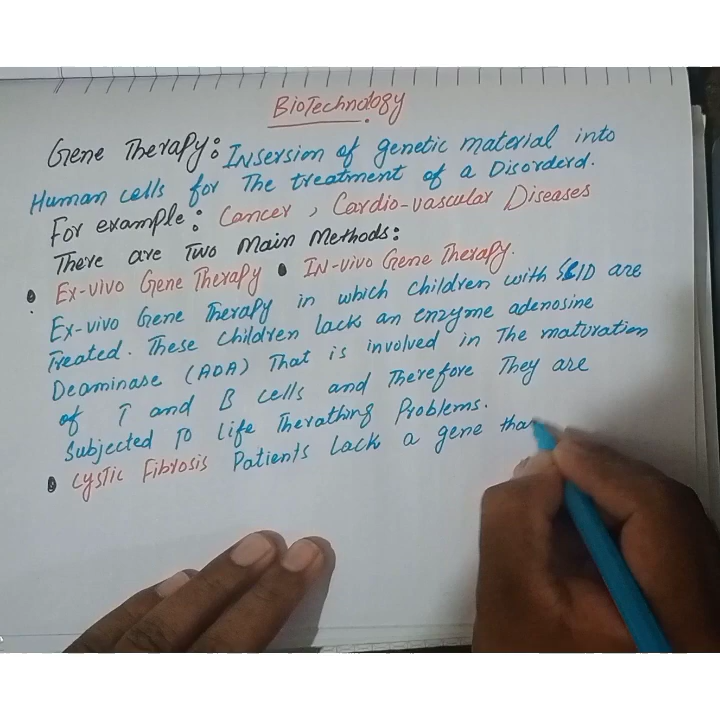 BioTechnology
Gene Therapy: Insersion of genetic material into
Human cells for The treatment of a Disorderd.
For example: Cancer, Cardio-vascular Diseases
There are Two Main Methods:
• Ex-vivo Gene Therapy • IN-vivo Gene Therapy.
Ex-vivo Gene Therapy in which children with SCID are
Treated. These children lack an enzyme adenosine
Deaminase (ADA) That is involved in The maturation
of T and B cells and Therefore They are
Subjected To life Therathing Problems.
• Cystic Fibrosis Patients Lack a gene tha